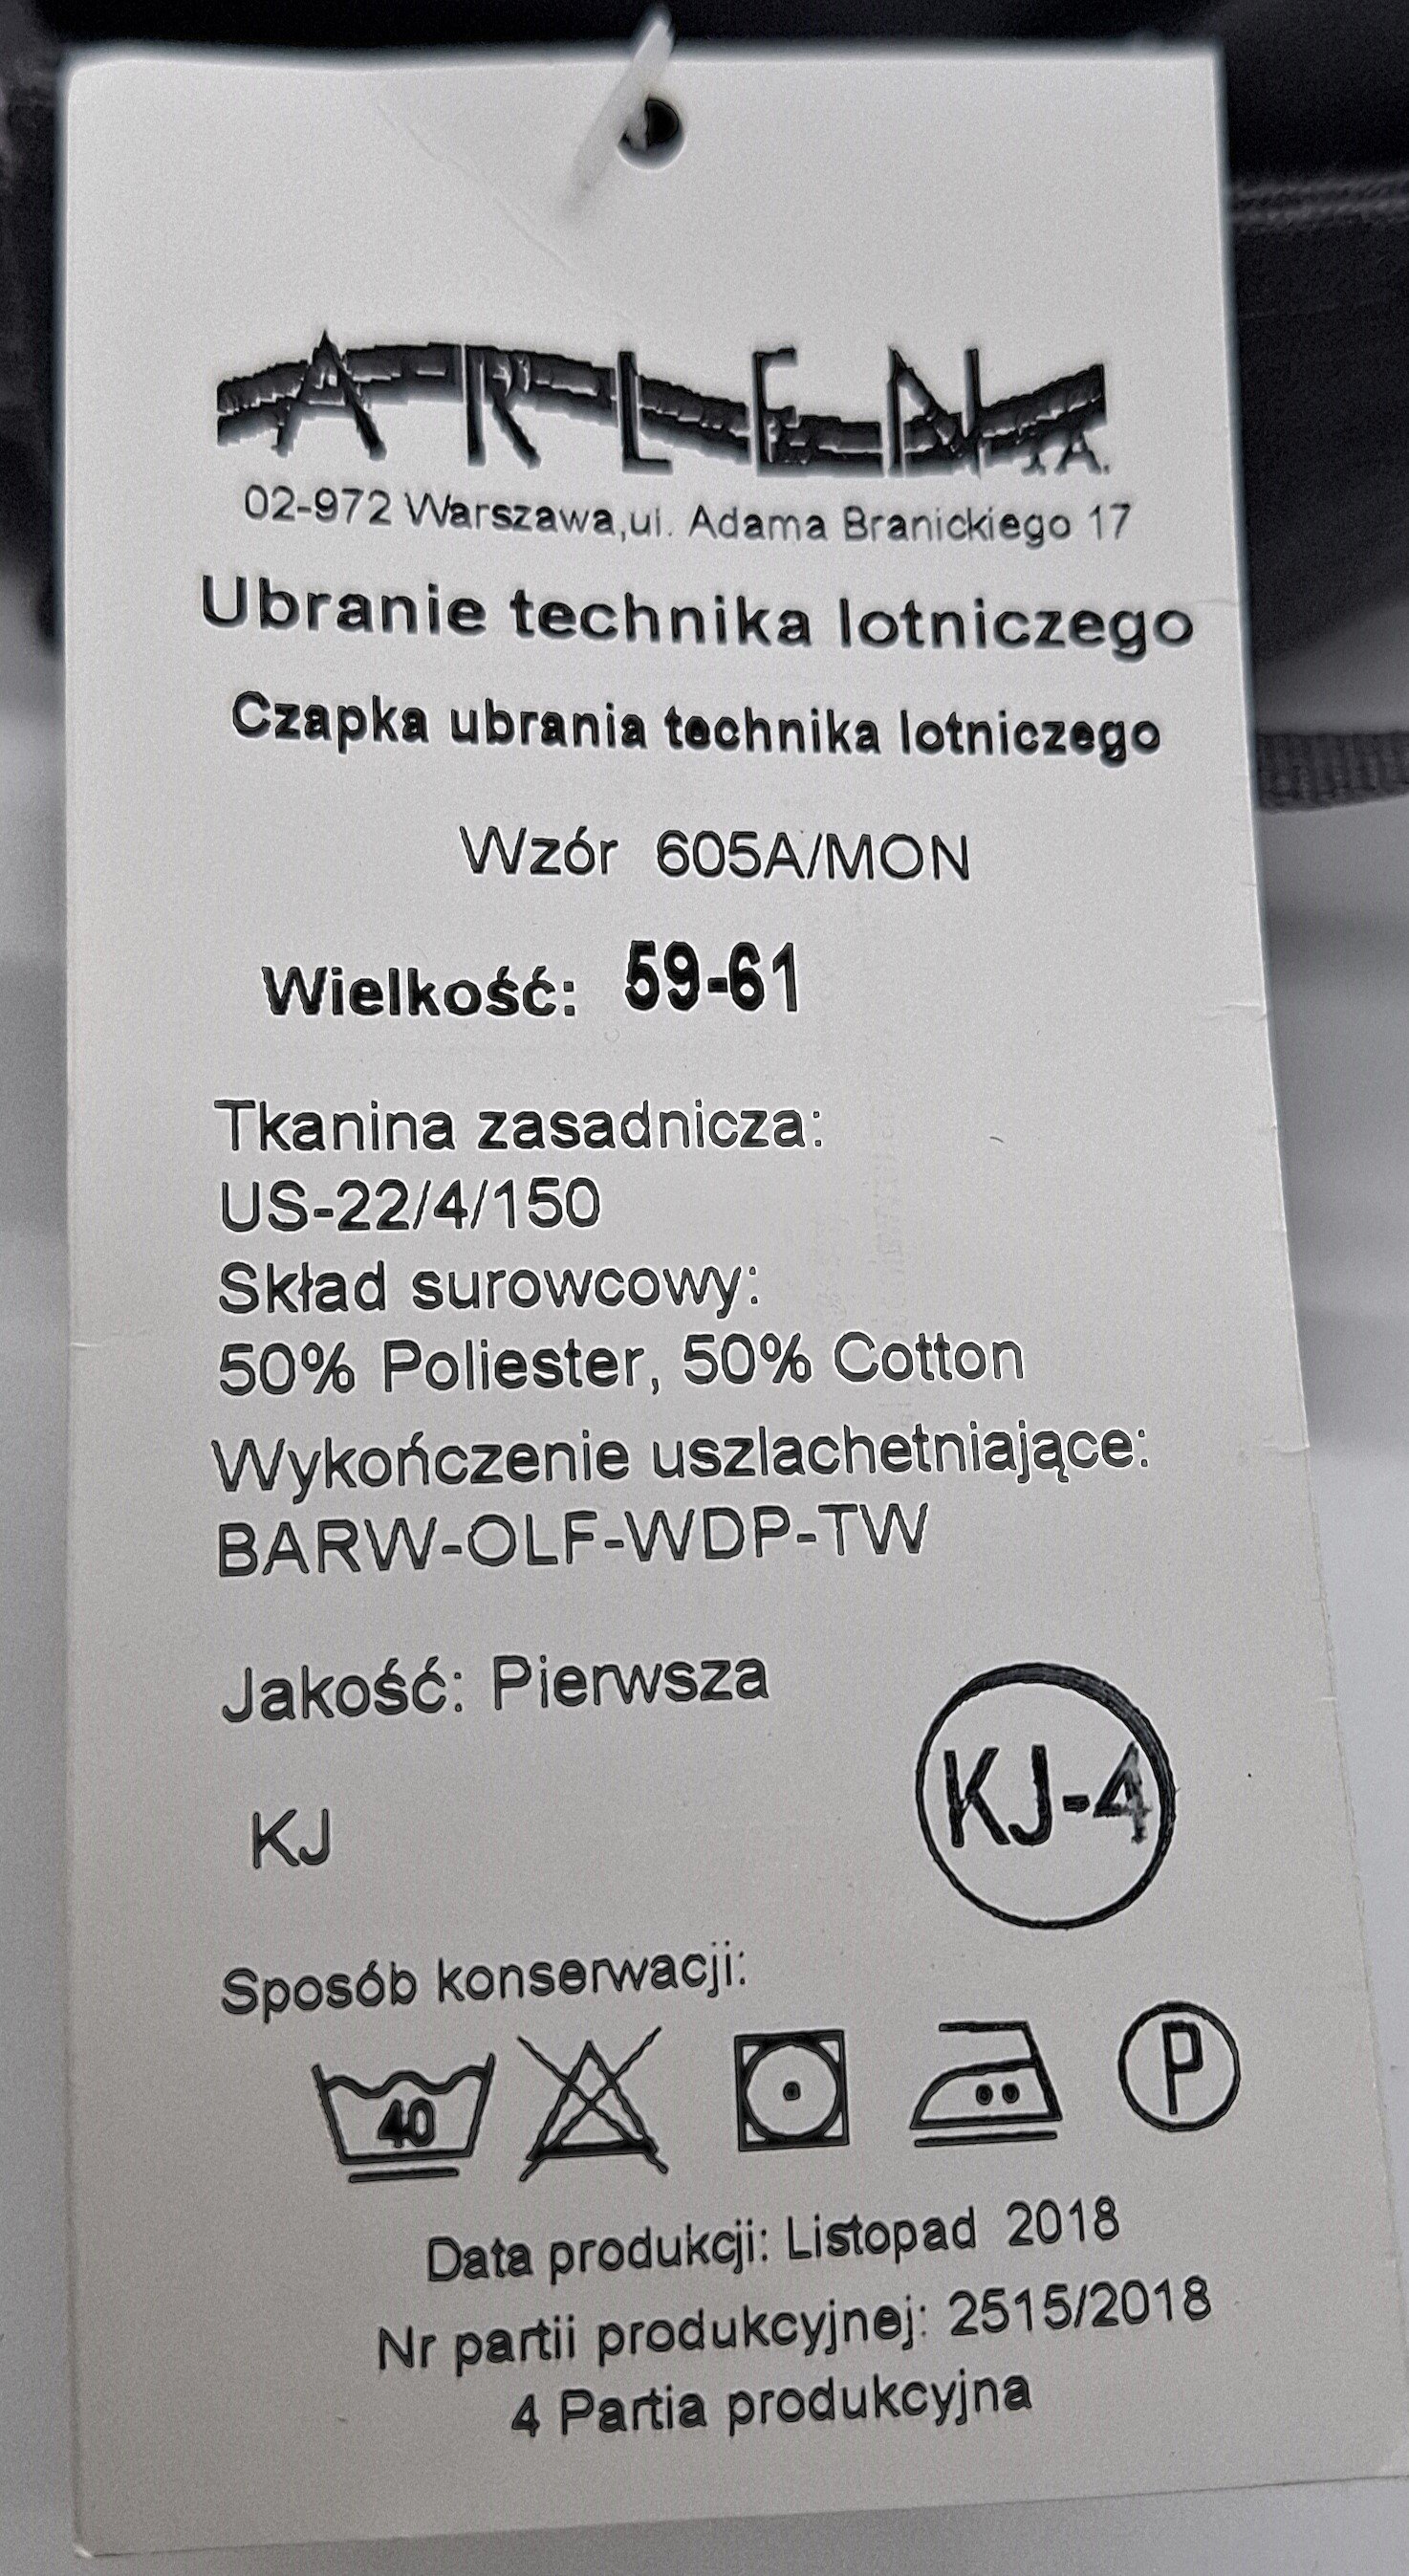 ARLEN S.A.
02-972 Warszawa,ul. Adama Branickiego 17
Ubranie technika lotniczego
Czapka ubrania technika lotniczego
Wzór 605A/MON
Wielkość: 59-61
Tkanina zasadnicza:
US-22/4/150
Skład surowcowy:
50% Poliester, 50% Cotton
Wykończenie uszlachetniające:
BARW-OLF-WDP-TW
Jakość: Pierwsza
KJ-4
KJ
Sposób konserwacji:
40 P
Data produkcji: Listopad 2018
Nr partii produkcyjnej: 2515/2018
4 Partia produkcyjna